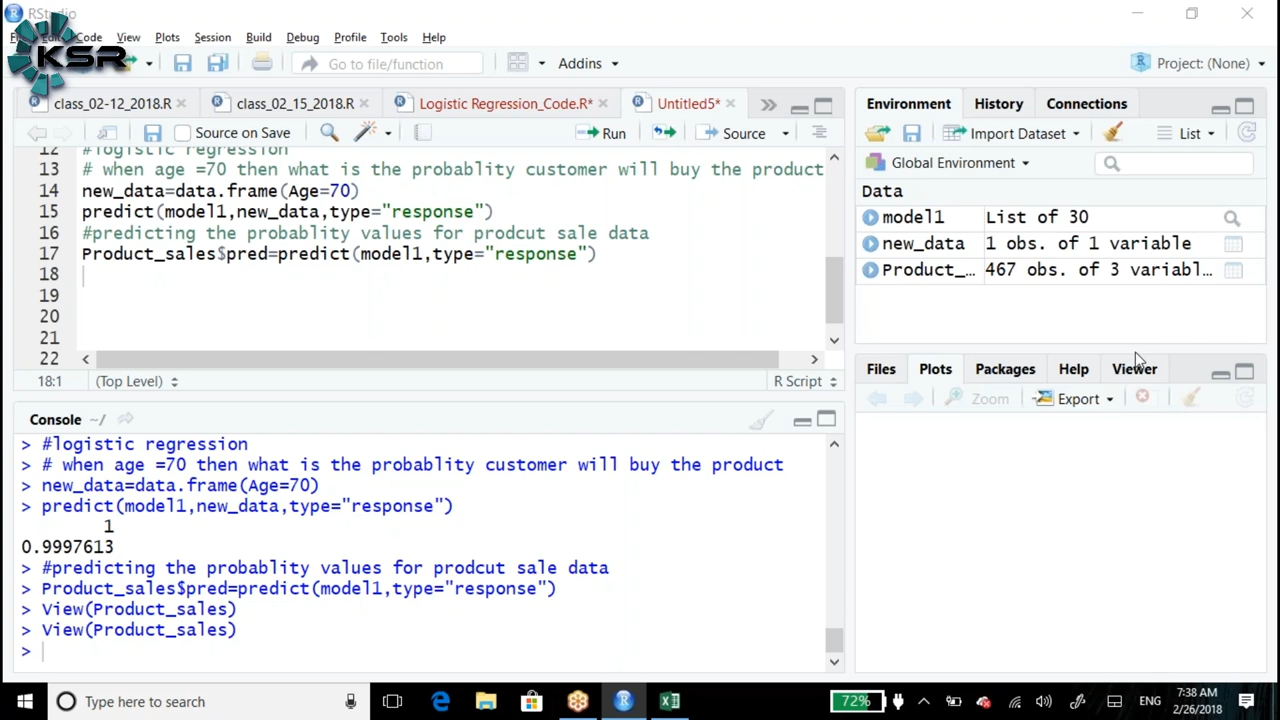 RStudio
KSR
Edit Code View Plots Session Build Debug Profile Tools Help
Go to file/function
Addins
Project: (None)
class_02-12_2018.R
class_02_15_2018.R
Logistic Regression_Code.R*
Untitled5*
Source on Save
Run
Source
12 #logistic regression
13 # when age =70 then what is the probablity customer will buy the product
14 new_data=data.frame(Age=70)
15 predict(model1,new_data,type="response")
16 #predicting the probablity values for prodcut sale data
17 Product_sales$pred=predict(model1,type="response")
18
19
20
21
22
18:1 (Top Level) R Script
Console ~/
> #logistic regression
> # when age =70 then what is the probablity customer will buy the product
> new_data=data.frame(Age=70)
> predict(model1,new_data,type="response")
1
0.9997613
> #predicting the probablity values for prodcut sale data
> Product_sales$pred=predict(model1,type="response")
> View(Product_sales)
> View(Product_sales)
>
Environment History Connections
Import Dataset List
Global Environment
Data
model1 List of 30
new_data 1 obs. of 1 variable
Product_… 467 obs. of 3 variabl…
Files Plots Packages Help Viewer
Zoom Export
Type here to search
72%
ENG
7:38 AM
2/26/2018